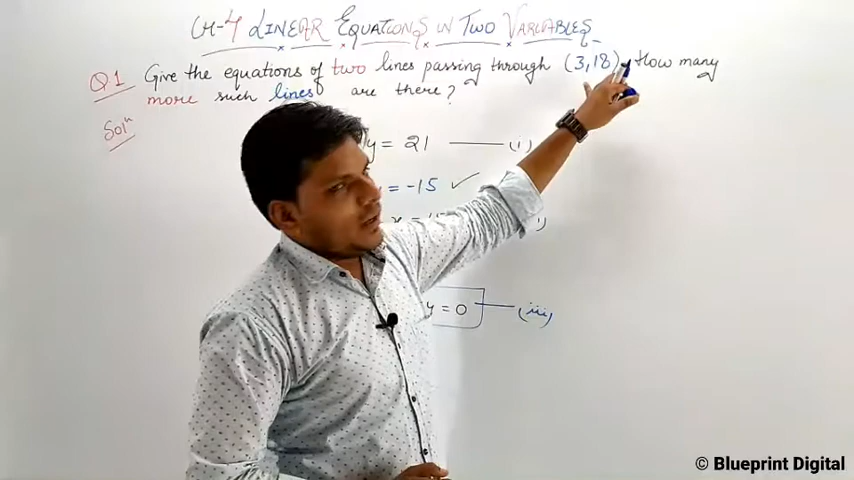 CH-4 LINEAR EQUATIONS IN TWO VARIABLES
Q1 Give the equations of two lines passing through (3,18). How many
more such lines are there?
Solⁿ
y = 21 (i)
= -15 ✓
y = 0 (iii)
© Blueprint Digital